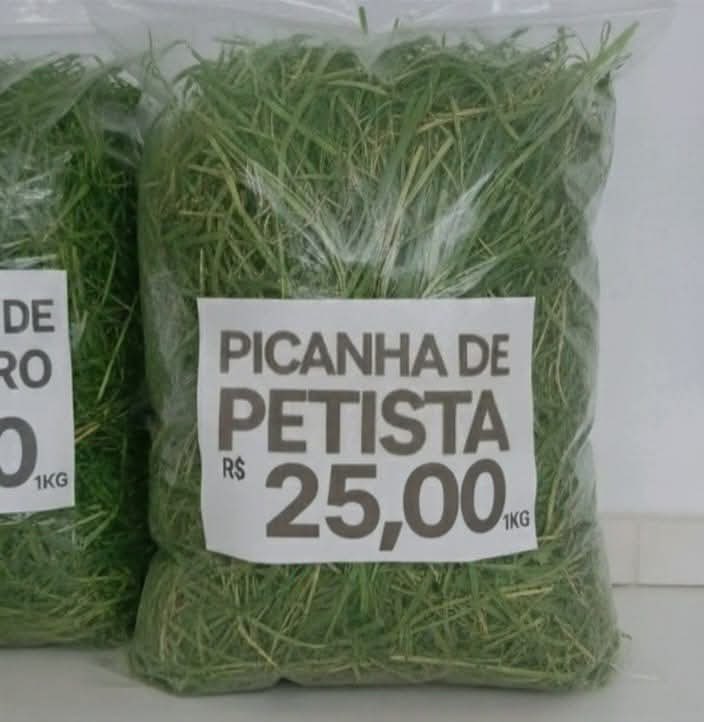 DE
RO
0 1KG
PICANHA DE
PETISTA
R$ 25,00 1KG